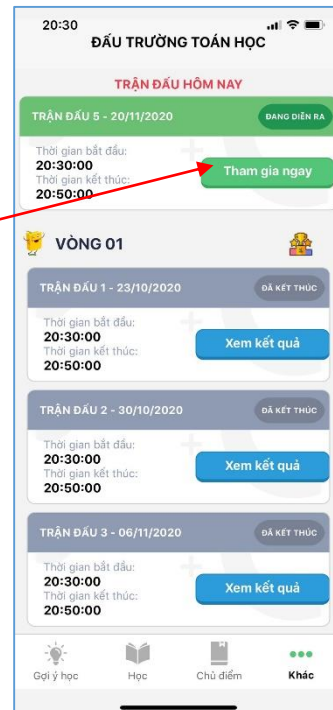 20:30
ĐẤU TRƯỜNG TOÁN HỌC
TRẬN ĐẤU HÔM NAY
TRẬN ĐẤU 5 - 20/11/2020
ĐANG DIỄN RA
Thời gian bắt đầu:
20:30:00
Thời gian kết thúc:
20:50:00
Tham gia ngay
VÒNG 01
TRẬN ĐẤU 1 - 23/10/2020
ĐÃ KẾT THÚC
Thời gian bắt đầu:
20:30:00
Thời gian kết thúc:
20:50:00
Xem kết quả
TRẬN ĐẤU 2 - 30/10/2020
ĐÃ KẾT THÚC
Thời gian bắt đầu:
20:30:00
Thời gian kết thúc:
20:50:00
Xem kết quả
TRẬN ĐẤU 3 - 06/11/2020
ĐÃ KẾT THÚC
Thời gian bắt đầu:
20:30:00
Thời gian kết thúc:
20:50:00
Xem kết quả
Gợi ý học
Học
Chủ điểm
Khác